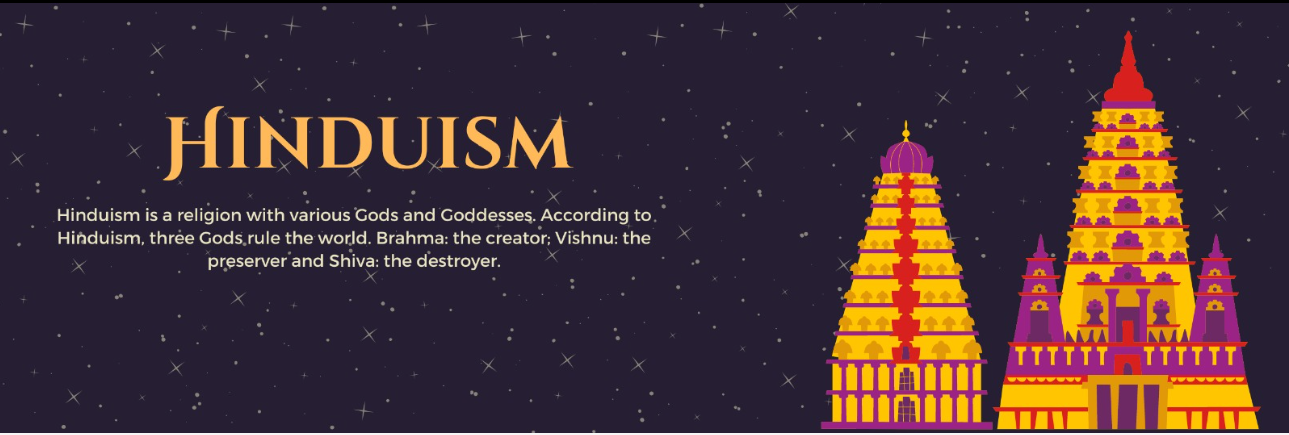 Hinduism
Hinduism is a religion with various Gods and Goddesses. According to
Hinduism, three Gods rule the world. Brahma: the creator; Vishnu: the
preserver and Shiva: the destroyer.